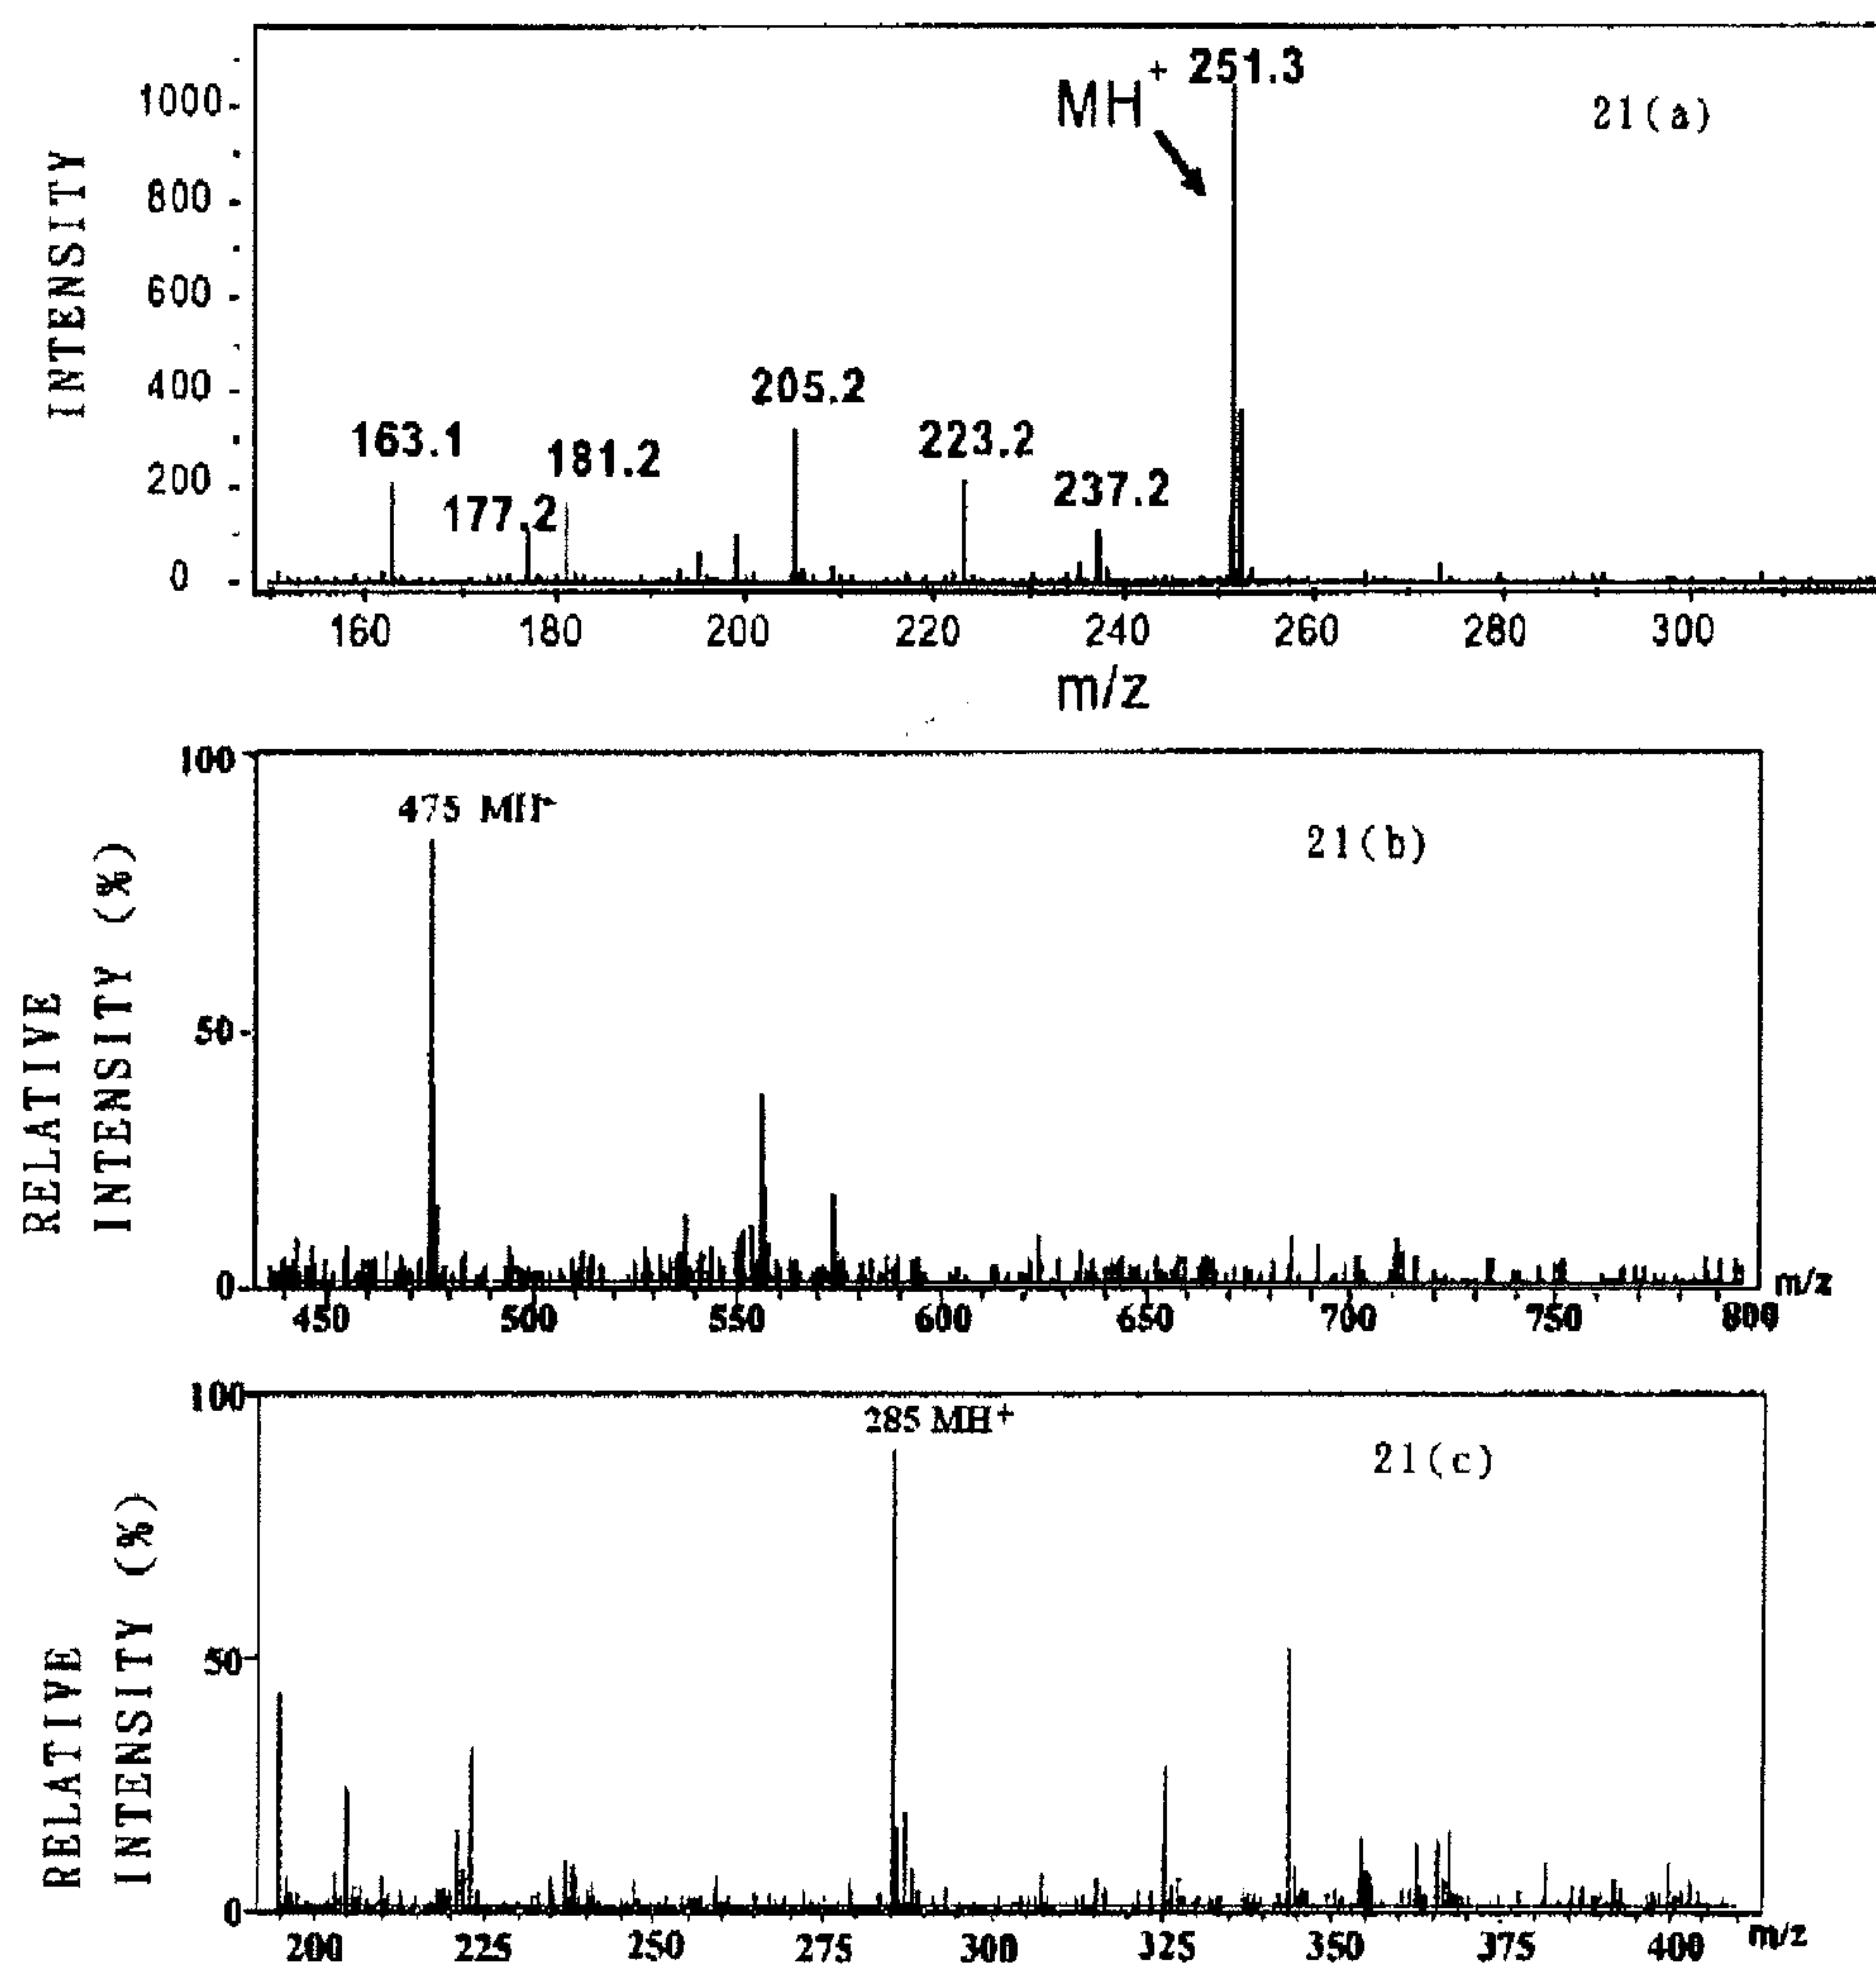 MH+ 251.3
21(a)
INTENSITY
1000
800
600
400
200
0
163.1
177.2
181.2
205.2
223.2
237.2
160 180 200 220 240 260 280 300
m/z
100
475 MH+
21(b)
RELATIVE
INTENSITY (%)
50
0
450 500 550 600 650 700 750 800 m/z
100
285 MH+
21(c)
RELATIVE
INTENSITY (%)
50
0
200 225 250 275 300 325 350 375 400 m/z